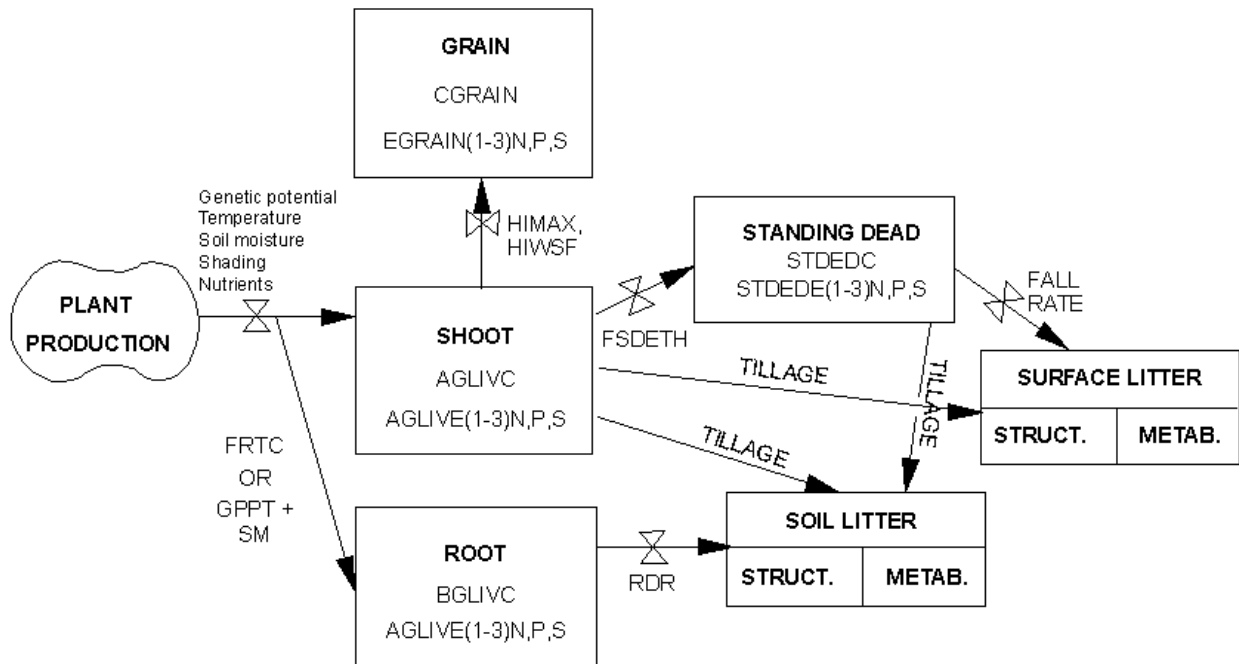 GRAIN
CGRAIN
EGRAIN(1-3)N,P,S
Genetic potential
Temperature
Soil moisture
Shading
Nutrients
HIMAX,
HIWSF
PLANT
PRODUCTION
SHOOT
AGLIVC
AGLIVE(1-3)N,P,S
FSDETH
STANDING DEAD
STDEDC
STDEDE(1-3)N,P,S
FALL
RATE
TILLAGE
TILLAGE
TILLAGE
SURFACE LITTER
STRUCT.
METAB.
FRTC
OR
GPPT +
SM
ROOT
BGLIVC
AGLIVE(1-3)N,P,S
RDR
SOIL LITTER
STRUCT.
METAB.